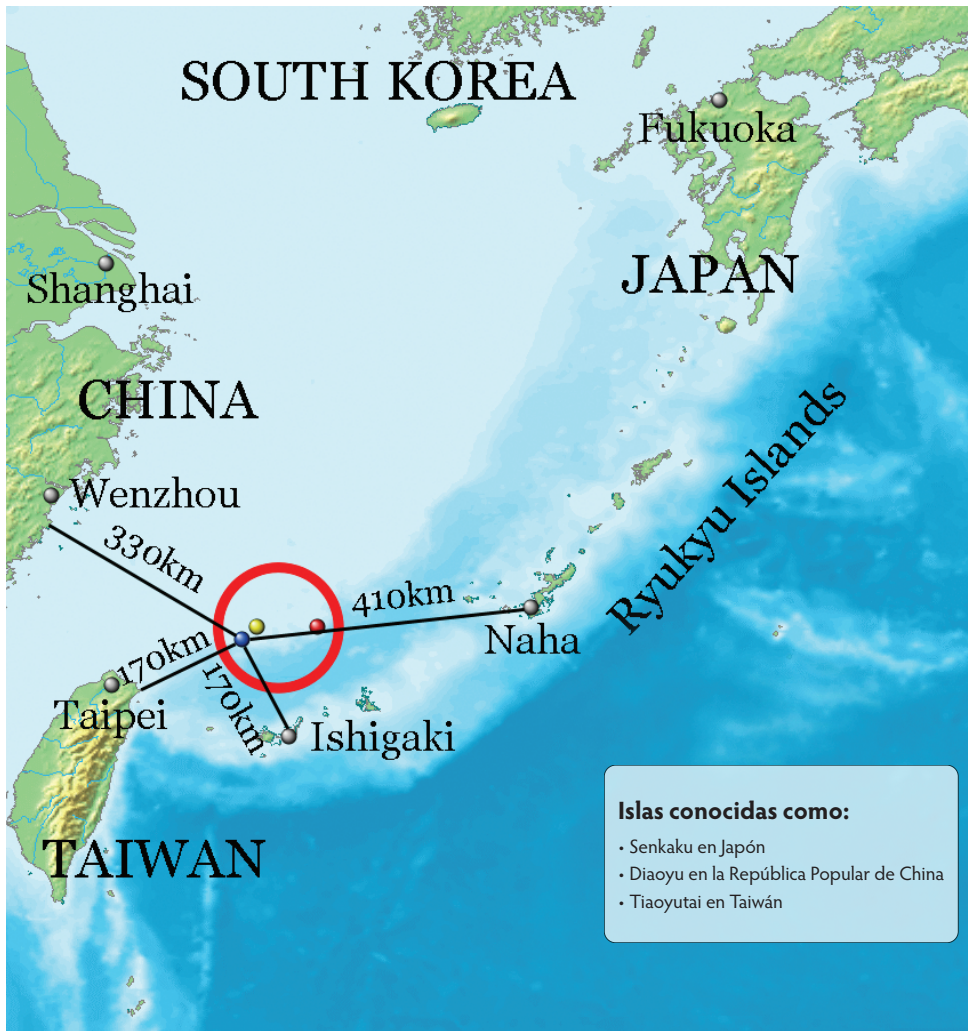 SOUTH KOREA
Fukuoka
Shanghai
JAPAN
CHINA
Wenzhou
Ryukyu Islands
330km
410km
Naha
170km
170km
Taipei
Ishigaki
TAIWAN
Islas conocidas como:
• Senkaku en Japón
• Diaoyu en la República Popular de China
• Tiaoyutai en Taiwán